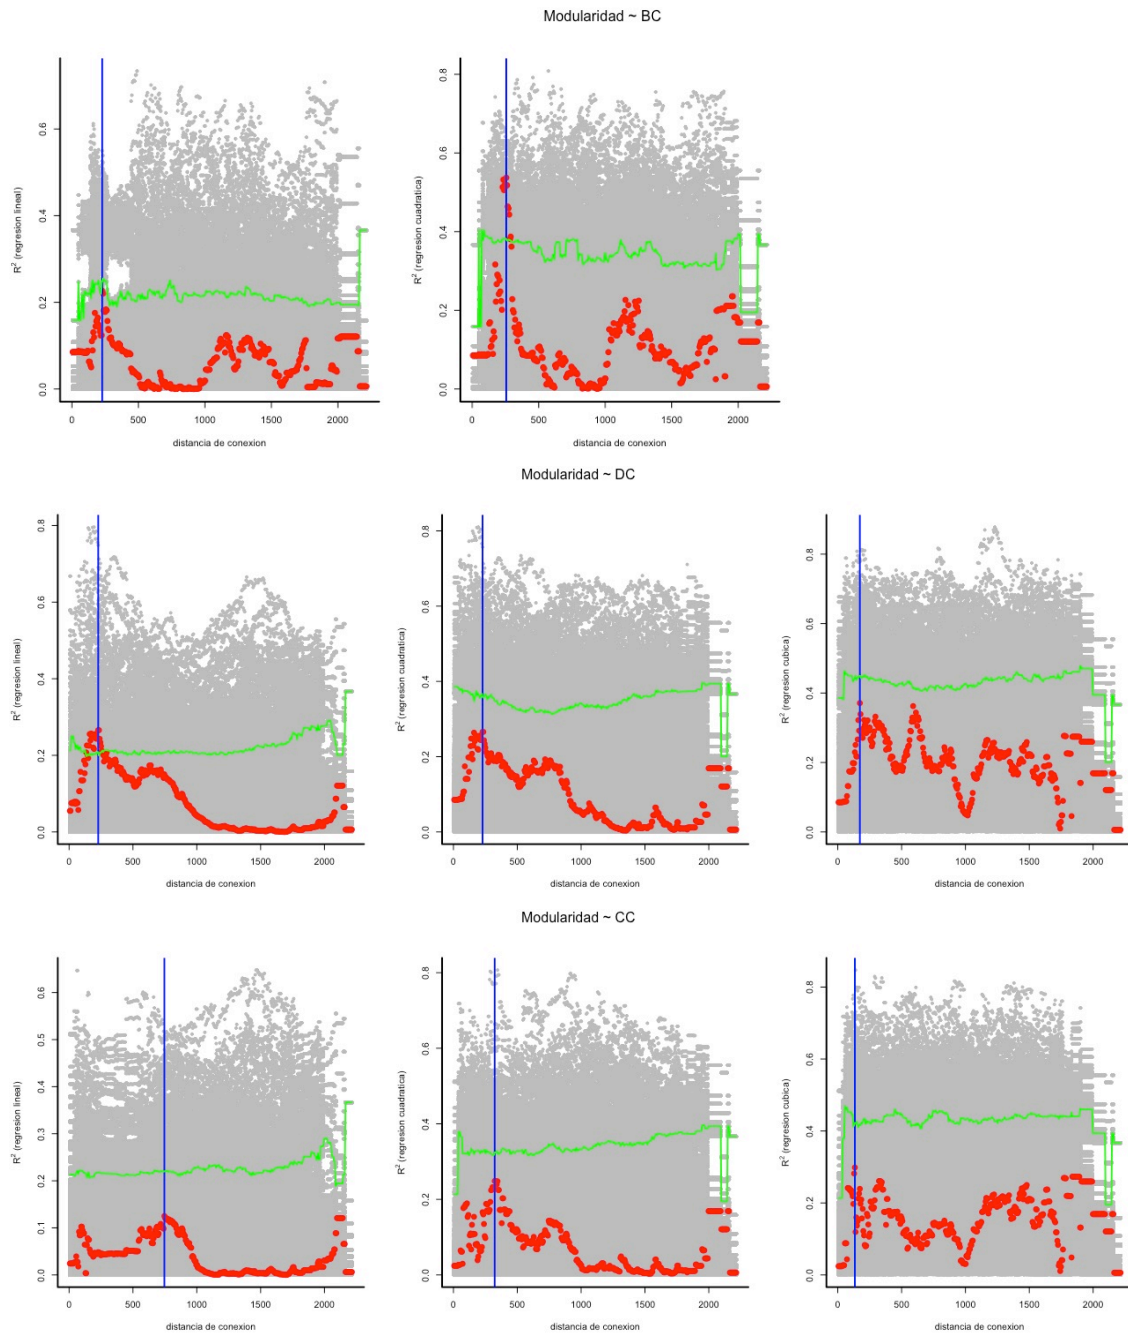 Modularidad ~ BC
R² (regresion lineal)
0.0 0.2 0.4 0.6
0 500 1000 1500 2000
distancia de conexion
R² (regresion cuadratica)
0.0 0.2 0.4 0.6 0.8
0 500 1000 1500 2000
distancia de conexion
Modularidad ~ DC
R² (regresion lineal)
0.0 0.2 0.4 0.6 0.8
0 500 1000 1500 2000
distancia de conexion
R² (regresion cuadratica)
0.0 0.2 0.4 0.6 0.8
0 500 1000 1500 2000
distancia de conexion
R² (regresion cubica)
0.0 0.2 0.4 0.6 0.8
0 500 1000 1500 2000
distancia de conexion
Modularidad ~ CC
R² (regresion lineal)
0.0 0.1 0.2 0.3 0.4 0.5 0.6
0 500 1000 1500 2000
distancia de conexion
R² (regresion cuadratica)
0.0 0.2 0.4 0.6 0.8
0 500 1000 1500 2000
distancia de conexion
R² (regresion cubica)
0.0 0.2 0.4 0.6 0.8
0 500 1000 1500 2000
distancia de conexion